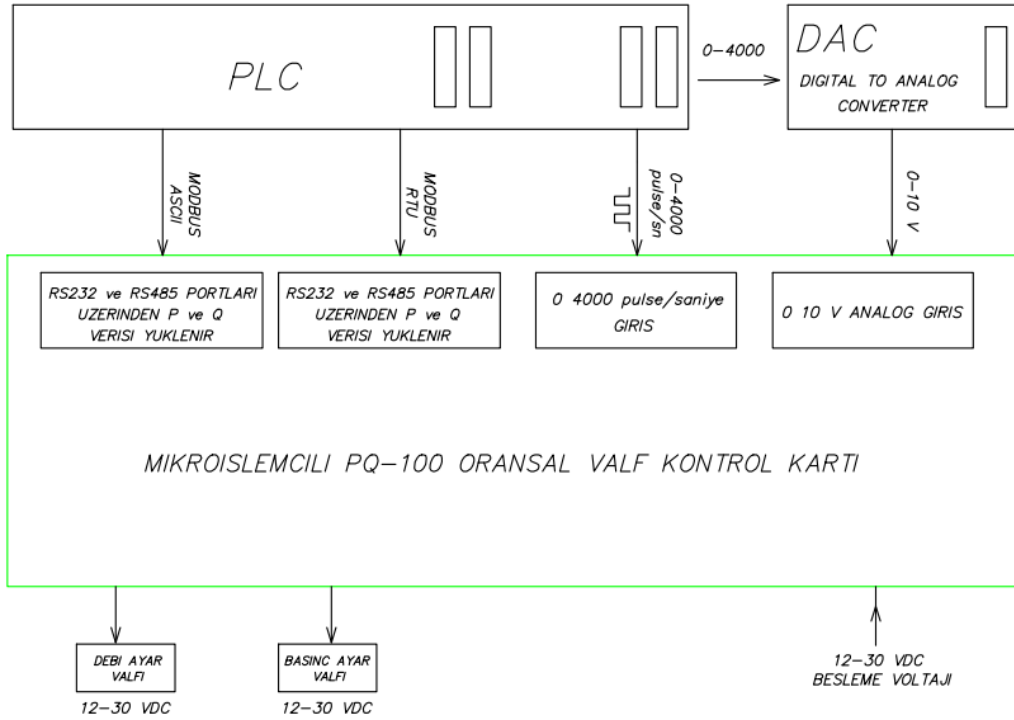 PLC
0-4000
DAC
DIGITAL TO ANALOG
CONVERTER
MODBUS
ASCII
MODBUS
RTU
0-4000
pulse/sn
0-10 V
RS232 ve RS485 PORTLARI
UZERINDEN P ve Q
VERISI YUKLENIR
RS232 ve RS485 PORTLARI
UZERINDEN P ve Q
VERISI YUKLENIR
0 4000 pulse/saniye
GIRIS
0 10 V ANALOG GIRIS
MIKROISLEMCILI PQ-100 ORANSAL VALF KONTROL KARTI
DEBI AYAR
VALFI
12-30 VDC
BASINC AYAR
VALFI
12-30 VDC
12-30 VDC
BESLEME VOLTAJI